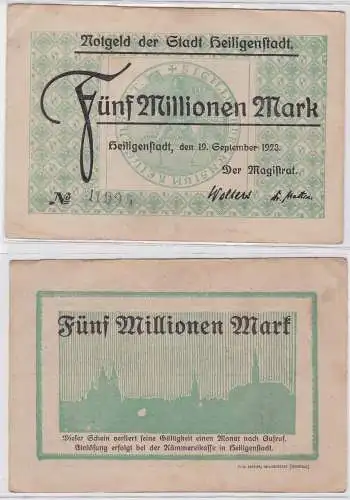 Notgeld der Stadt Heiligenstadt.
Fünf Millionen Mark
Heiligenstadt, den 19. September 1923.
Der Magistrat.
No
Wolters
Fünf Millionen Mark
Dieser Schein verliert seine Gültigkeit einen Monat nach Aufruf.
Einlösung erfolgt bei der Kämmereikasse in Heiligenstadt.